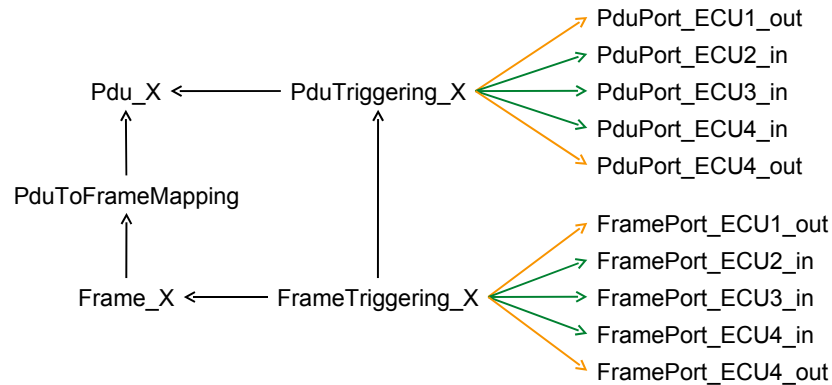 PduPort_ECU1_out
PduPort_ECU2_in
Pdu_X
PduTriggering_X
PduPort_ECU3_in
PduPort_ECU4_in
PduPort_ECU4_out
PduToFrameMapping
FramePort_ECU1_out
FramePort_ECU2_in
Frame_X
FrameTriggering_X
FramePort_ECU3_in
FramePort_ECU4_in
FramePort_ECU4_out